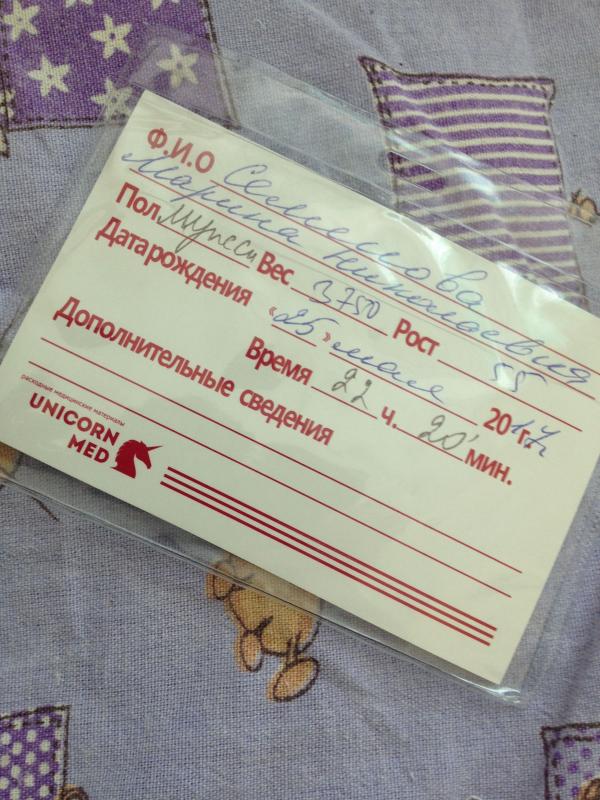 Ф.И.О Семенова
Марина Николаевна
Пол мужск Вес 3750 Рост 55
Дата рождения «25» мая 2017 г.
Время 22 ч. 20' мин.
Дополнительные сведения
расходные медицинские материалы
UNICORN
MED